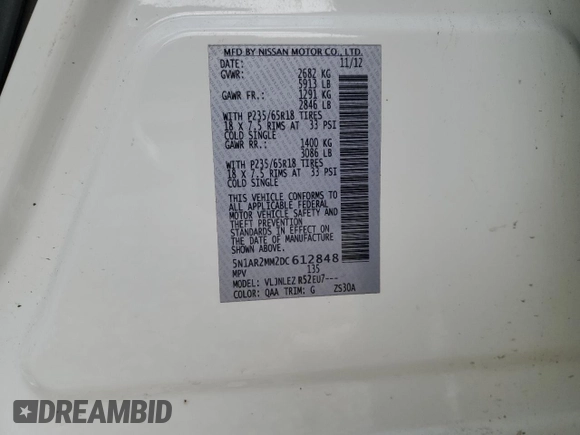 MFD BY NISSAN MOTOR CO., LTD.
DATE: 11/12
GVWR: 2682 KG
5913 LB
GAWR FR.: 1291 KG
2846 LB
WITH P235/65R18 TIRES
18 X 7.5 RIMS AT 33 PSI
COLD SINGLE
GAWR RR.: 1400 KG
3086 LB
WITH P235/65R18 TIRES
18 X 7.5 RIMS AT 33 PSI
COLD SINGLE
THIS VEHICLE CONFORMS TO
ALL APPLICABLE FEDERAL
MOTOR VEHICLE SAFETY AND
THEFT PREVENTION
STANDARDS IN EFFECT ON
THE DATE OF MANUFACTURE
SHOWN ABOVE.
5N1AR2MM2DC612848
MPV 135
MODEL: VLJNLEZ R52EU7---
COLOR: QAA TRIM: G ZS30A
DREAMBID